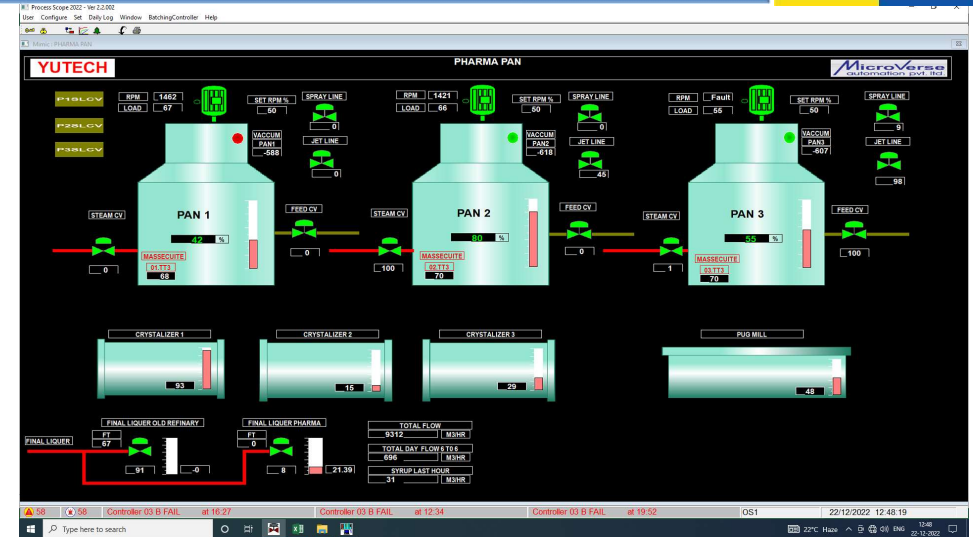 Process Scope 2022 - Ver 2.2.002
User Configure Set Daily Log Window BatchingController Help
Mimic : PHARMA PAN
YUTECH
PHARMA PAN
MicroVerse
automation pvt. ltd.
P1SLCV
P2SLCV
P3SLCV
RPM 1462
LOAD 67
SET RPM %
50
SPRAY LINE
0
VACCUM
PAN1
-588
JET LINE
0
STEAM CV
0
PAN 1
42 %
MASSECUITE
01.TT3
68
FEED CV
0
RPM 1421
LOAD 66
SET RPM %
50
SPRAY LINE
0
VACCUM
PAN2
-618
JET LINE
45
STEAM CV
100
PAN 2
80 %
MASSECUITE
02.TT3
70
FEED CV
0
RPM Fault
LOAD 55
SET RPM %
50
SPRAY LINE
9
VACCUM
PAN3
-607
JET LINE
98
STEAM CV
1
PAN 3
55 %
MASSECUITE
03.TT3
70
FEED CV
100
CRYSTALIZER 1
93
CRYSTALIZER 2
15
CRYSTALIZER 3
29
PUG MILL
48
FINAL LIQUER
FINAL LIQUER OLD REFINARY
FT
67
91
-0
FINAL LIQUER PHARMA
FT
0
8
21.39
TOTAL FLOW
9312 M3/HR
TOTAL DAY FLOW 6 T0 6
696 M3/HR
SYRUP LAST HOUR
31 M3/HR
58 58 Controller 03 B FAIL at 16:27 Controller 03 B FAIL at 12:34 Controller 03 B FAIL at 19:52 OS1 22/12/2022 12:48:19
Type here to search
22°C Haze ENG
12:48
22-12-2022